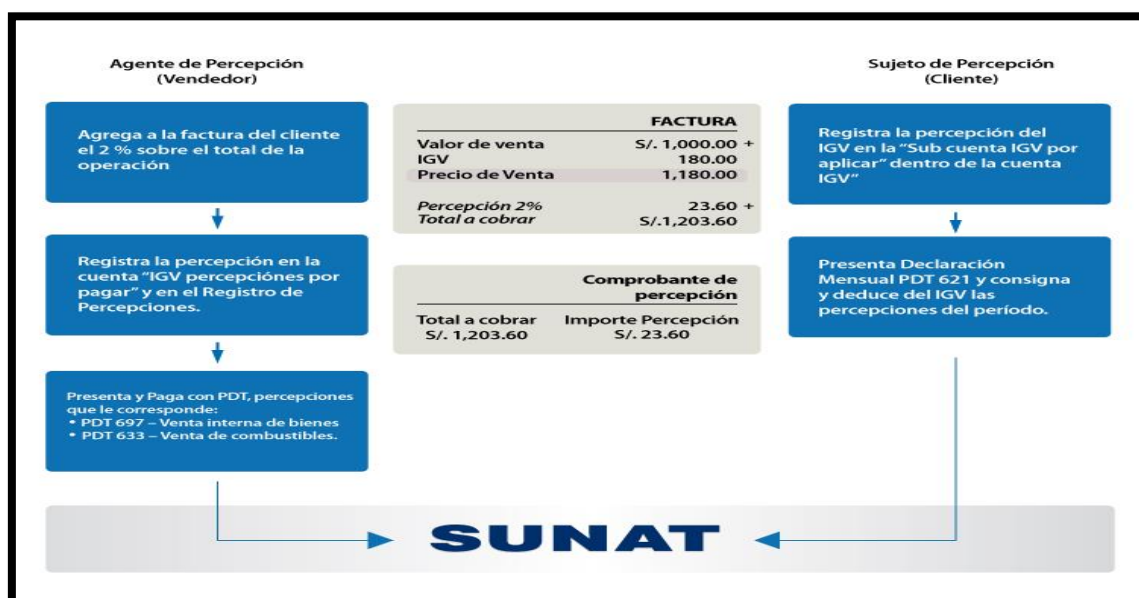 Agente de Percepción
(Vendedor)
Agrega a la factura del cliente
el 2 % sobre el total de la
operación
Registra la percepción en la
cuenta “IGV percepciónes por
pagar” y en el Registro de
Percepciones.
Presenta y Paga con PDT, percepciones
que le corresponde:
• PDT 697 – Venta interna de bienes
• PDT 633 – Venta de combustibles.
FACTURA
Valor de venta S/. 1,000.00 +
IGV 180.00
Precio de Venta 1,180.00
Percepción 2% 23.60 +
Total a cobrar S/.1,203.60
Comprobante de
percepción
Total a cobrar Importe Percepción
S/. 1,203.60 S/. 23.60
Sujeto de Percepción
(Cliente)
Registra la percepción del
IGV en la “Sub cuenta IGV por
aplicar” dentro de la cuenta
IGV”
Presenta Declaración
Mensual PDT 621 y consigna
y deduce del IGV las
percepciones del período.
SUNAT